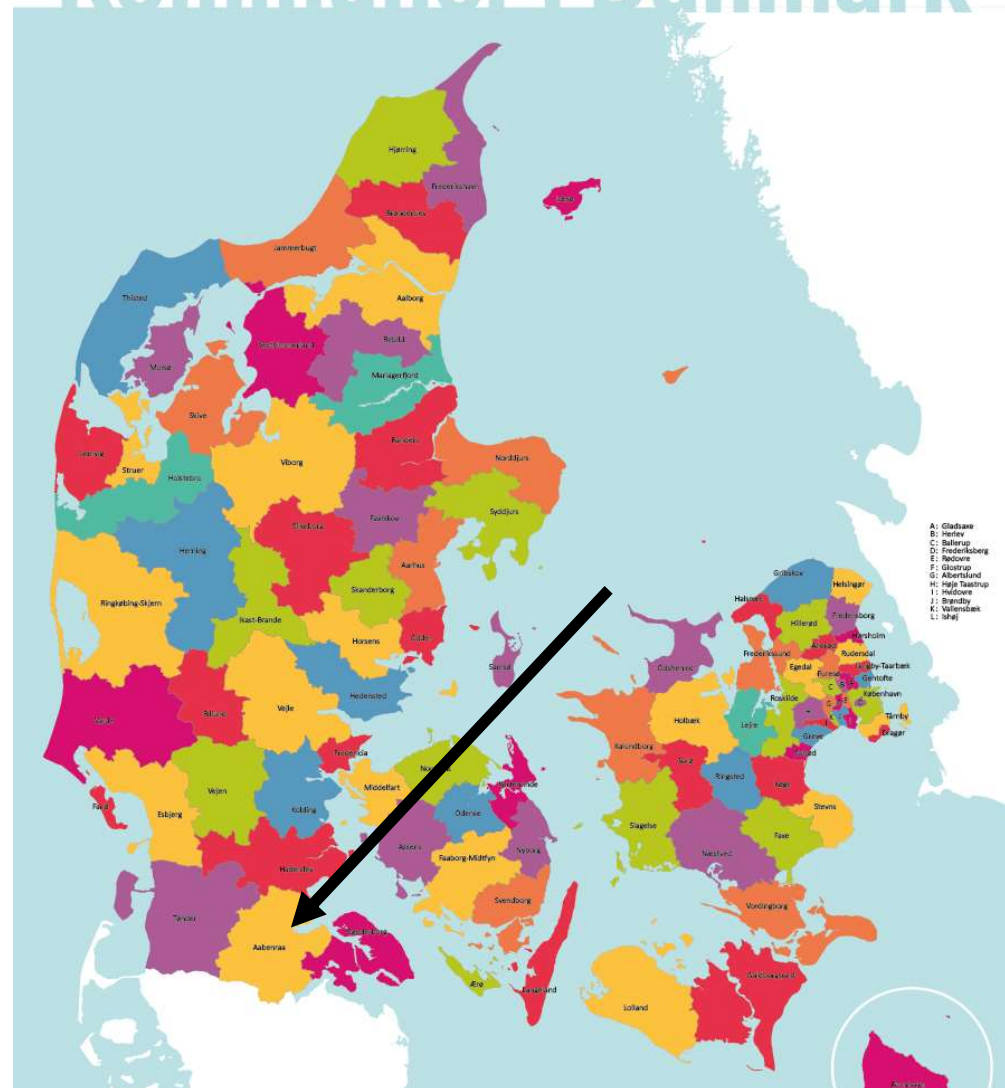 Kommuner i Danmark
Hjørring
Frederikshavn
Læsø
Brønderslev
Jammerbugt
Thisted
Aalborg
Vesthimmerland
Rebild
Morsø
Mariagerfjord
Skive
Randers
Lemvig
Struer
Viborg
Norddjurs
Holstebro
Syddjurs
Favrskov
Silkeborg
Herning
Aarhus
Skanderborg
Ringkøbing-Skjern
Ikast-Brande
Horsens
Odder
Samsø
Hedensted
Varde
Billund
Vejle
Fredericia
Vejen
Kolding
Middelfart
Esbjerg
Fanø
Odense
Assens
Nyborg
Faaborg-Midtfyn
Haderslev
Svendborg
Tønder
Aabenraa
Sønderborg
Ærø
Langeland
Gribskov
Helsingør
Halsnæs
Hillerød
Fredensborg
Hørsholm
Allerød
Rudersdal
Frederikssund
Egedal
Furesø
Lyngby-Taarbæk
Gentofte
København
Odsherred
Roskilde
Holbæk
Lejre
Tårnby
Dragør
Greve
Solrød
Kalundborg
Sorø
Ringsted
Køge
Stevns
Slagelse
Næstved
Faxe
Vordingborg
Guldborgsund
Lolland
A: Gladsaxe
B: Herlev
C: Ballerup
D: Frederiksberg
E: Rødovre
F: Glostrup
G: Albertslund
H: Høje Taastrup
I: Hvidovre
J: Brøndby
K: Vallensbæk
L: Ishøj